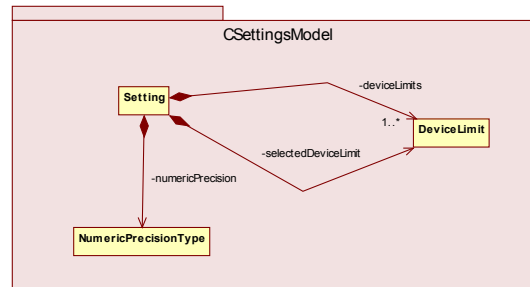 CSettingsModel
Setting
-deviceLimits
1..*
DeviceLimit
-selectedDeviceLimit
-numericPrecision
NumericPrecisionType